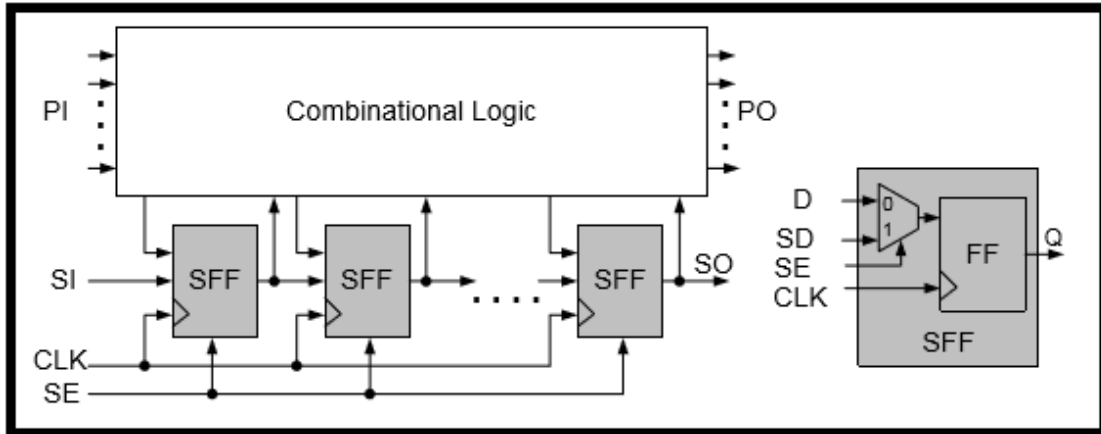 Combinational Logic
PI
PO
SFF
SFF
SFF
SI
SO
CLK
SE
D
SD
SE
CLK
0
1
FF
Q
SFF